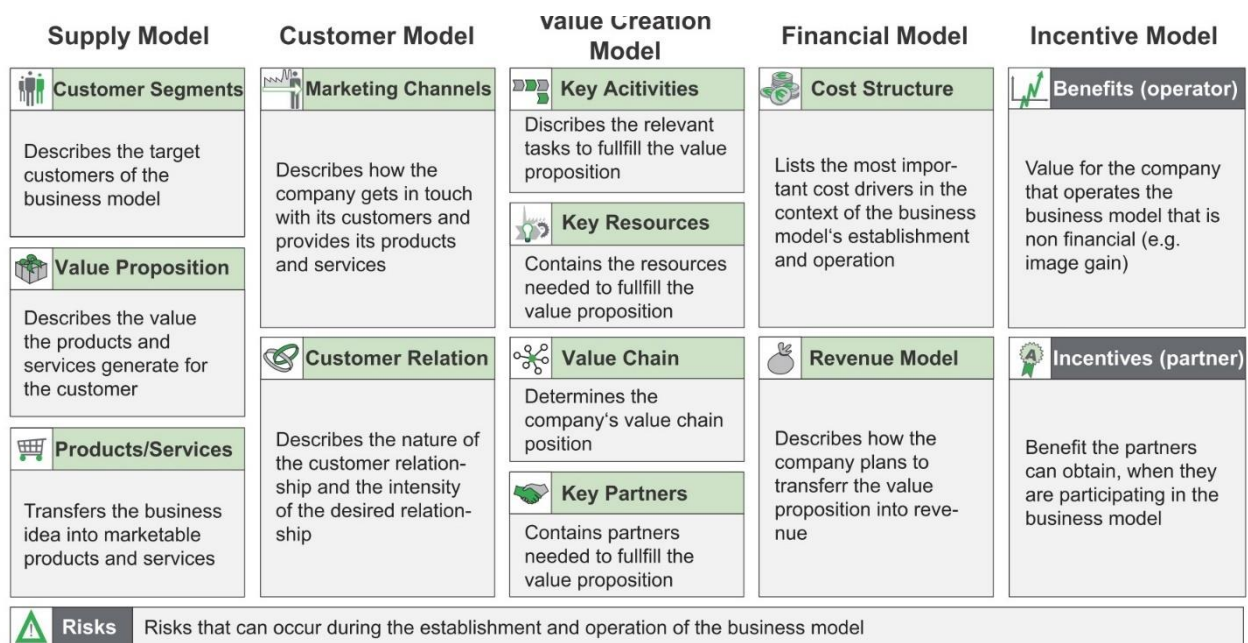 Supply Model
Customer Segments
Describes the target
customers of the
business model
Value Proposition
Describes the value
the products and
services generate for
the customer
Products/Services
Transfers the business
idea into marketable
products and services
Customer Model
Marketing Channels
Describes how the
company gets in touch
with its customers and
provides its products
and services
Customer Relation
Describes the nature of
the customer relation-
ship and the intensity
of the desired relation-
ship
Value Creation
Model
Key Acitivities
Discribes the relevant
tasks to fullfill the value
proposition
Key Resources
Contains the resources
needed to fullfill the
value proposition
Value Chain
Determines the
company‘s value chain
position
Key Partners
Contains partners
needed to fullfill the
value proposition
Financial Model
Cost Structure
Lists the most impor-
tant cost drivers in the
context of the business
model‘s establishment
and operation
Revenue Model
Describes how the
company plans to
transferr the value
proposition into reve-
nue
Incentive Model
Benefits (operator)
Value for the company
that operates the
business model that is
non financial (e.g.
image gain)
A
Incentives (partner)
Benefit the partners
can obtain, when they
are participating in the
business model
Risks
Risks that can occur during the establishment and operation of the business model